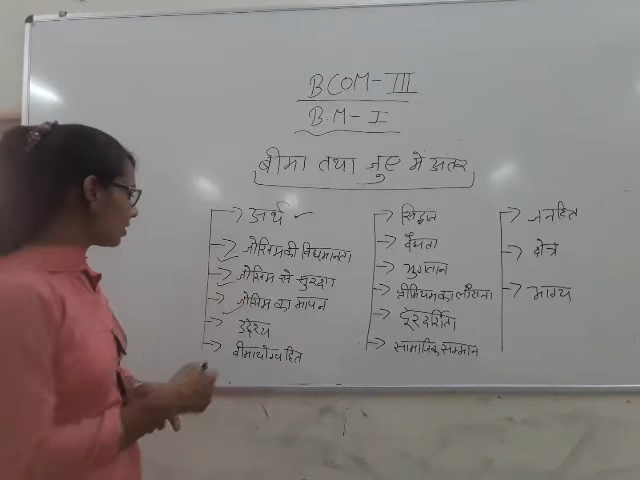 BCOM-III
B.M-I
बीमा तथा जुए में अंतर
अर्थ
जोखिम की विद्यमानता
जोखिम से सुरक्षा
जोखिम का मापन
उद्देश्य
बीमायोग्य हित
सिद्धांत
वैधता
भुगतान
प्रीमियम का लौटाना
दूरदर्शिता
सामाजिक सम्मान
जनहित
क्षेत्र
भाग्य